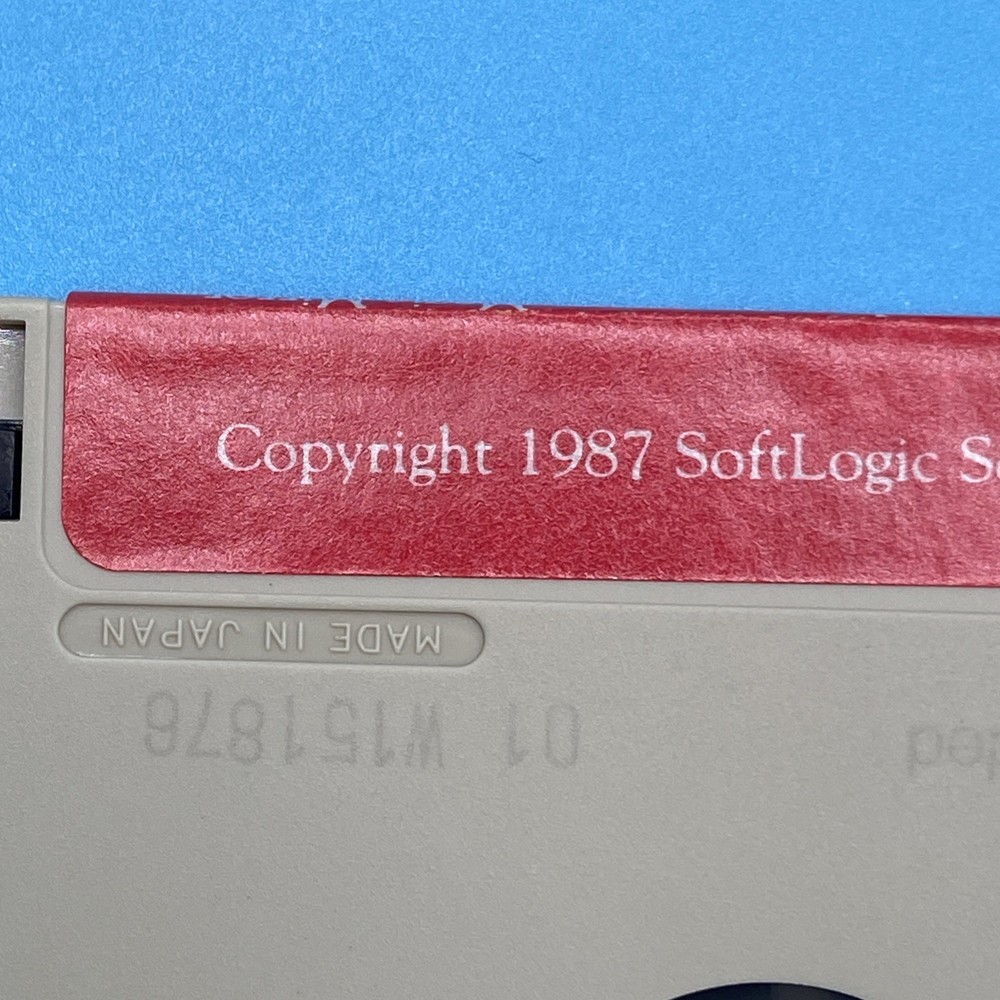 Copyright 1987 SoftLogic
MADE IN JAPAN
01 W151876